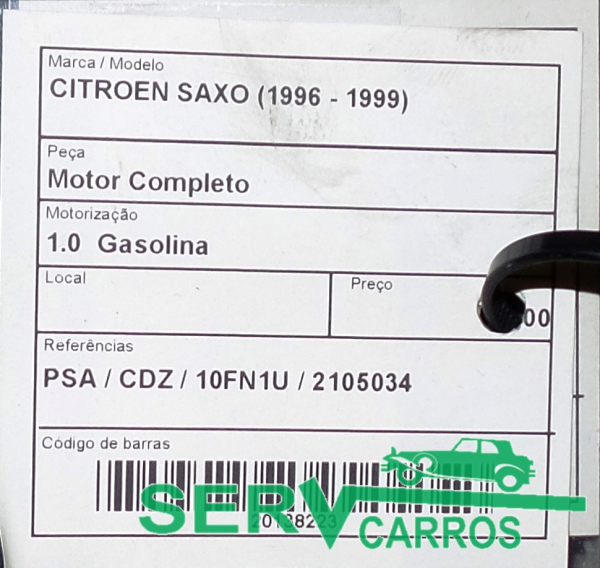 Marca / Modelo
CITROEN SAXO (1996 - 1999)
Peça
Motor Completo
Motorização
1.0 Gasolina
Local
Preço
Referências
PSA / CDZ / 10FN1U / 2105034
Código de barras
20138223
SERV
CARROS